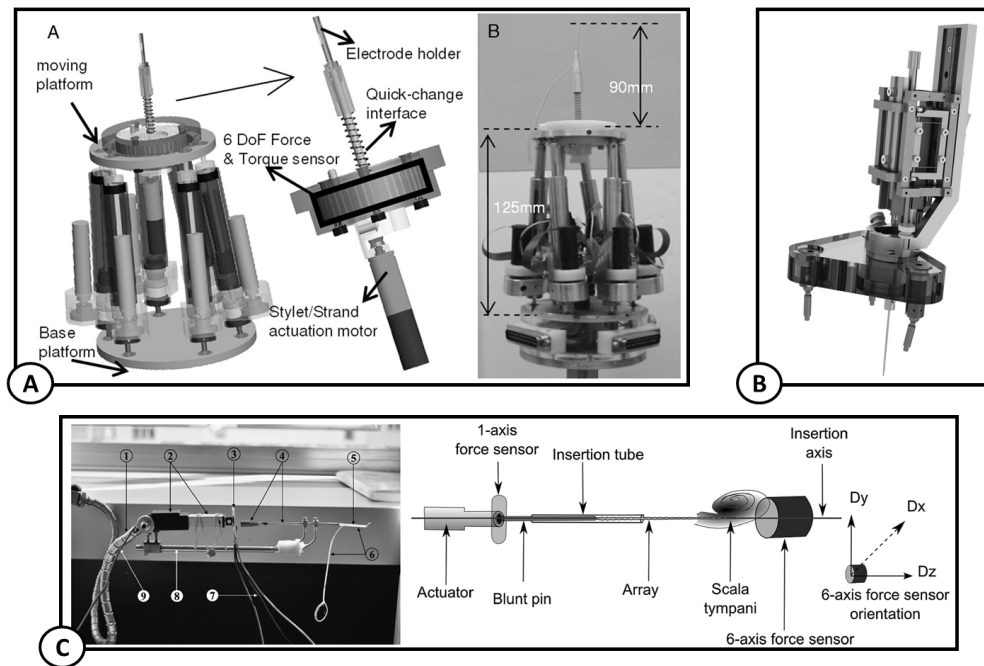 A
moving
platform
Electrode holder
Quick-change
interface
6 DoF Force
& Torque sensor
Stylet/Strand
actuation motor
Base
platform
B
90mm
125mm
A
B
1
2
3
4
5
6
7
8
9
1-axis
force sensor
Insertion tube
Insertion
axis
Actuator
Blunt pin
Array
Scala
tympani
6-axis force sensor
Dy
Dx
Dz
6-axis force sensor
orientation
C